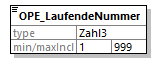 OPE_LaufendeNummer
type Zahl3
min/maxIncl 1 999